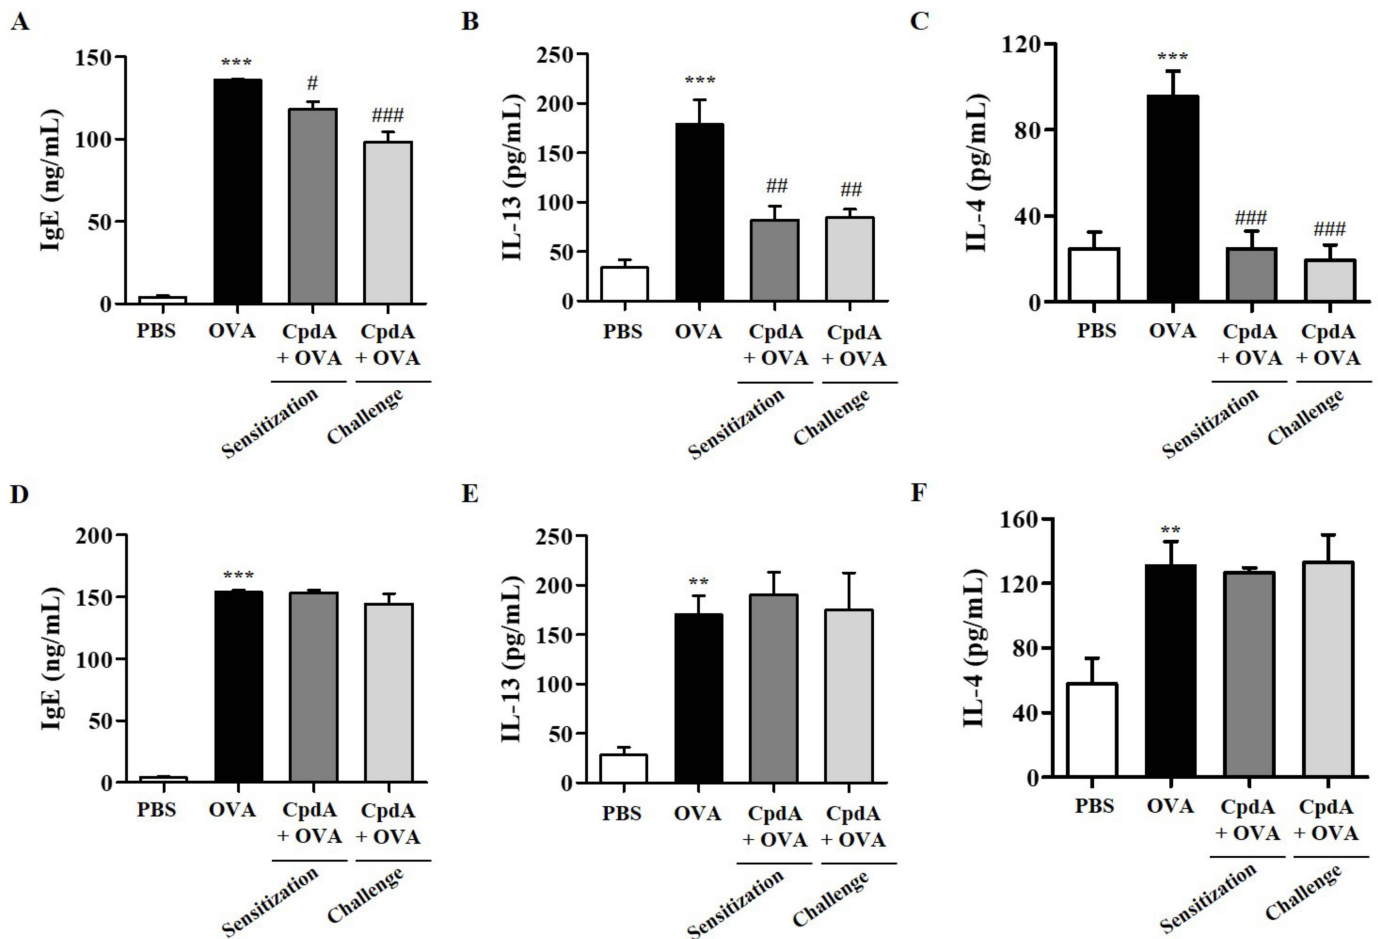 A
IgE (ng/mL)
150
100
50
0
***
#
###
PBS
OVA
CpdA
+ OVA
CpdA
+ OVA
Sensitization
Challenge
B
IL-13 (pg/mL)
250
200
150
100
50
0
***
##
##
PBS
OVA
CpdA
+ OVA
CpdA
+ OVA
Sensitization
Challenge
C
IL-4 (pg/mL)
120
80
40
0
***
###
###
PBS
OVA
CpdA
+ OVA
CpdA
+ OVA
Sensitization
Challenge
D
IgE (ng/mL)
200
150
100
50
0
***
PBS
OVA
CpdA
+ OVA
CpdA
+ OVA
Sensitization
Challenge
E
IL-13 (pg/mL)
250
200
150
100
50
0
**
PBS
OVA
CpdA
+ OVA
CpdA
+ OVA
Sensitization
Challenge
F
IL-4 (pg/mL)
160
120
80
40
0
**
PBS
OVA
CpdA
+ OVA
CpdA
+ OVA
Sensitization
Challenge